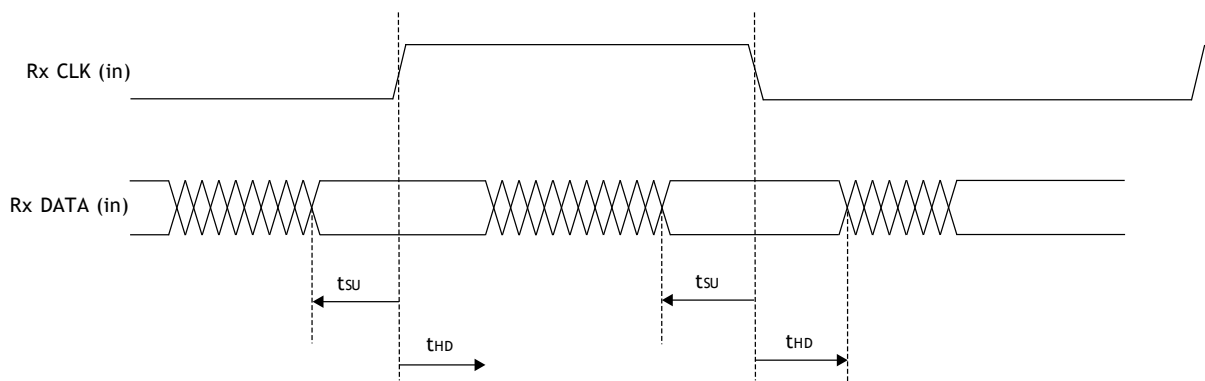 Rx CLK (in)
Rx DATA (in)
tSU
tSU
tHD
tHD